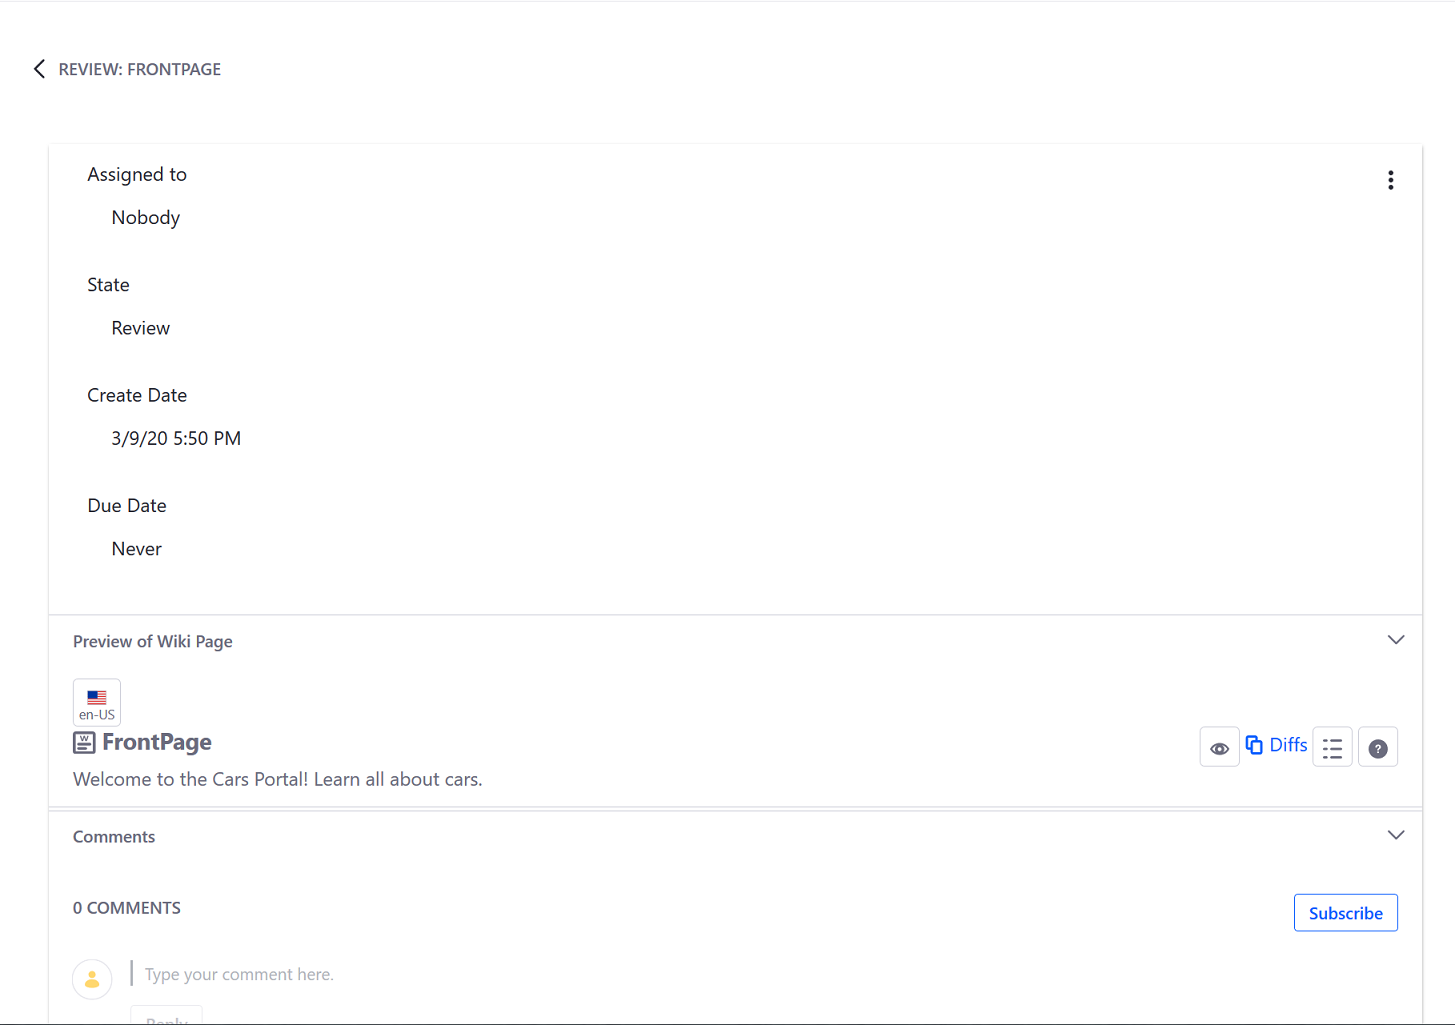 REVIEW: FRONTPAGE
Assigned to
Nobody
State
Review
Create Date
3/9/20 5:50 PM
Due Date
Never
Preview of Wiki Page
en-US
FrontPage
Diffs
Welcome to the Cars Portal! Learn all about cars.
Comments
0 COMMENTS
Subscribe
Type your comment here.
Reply